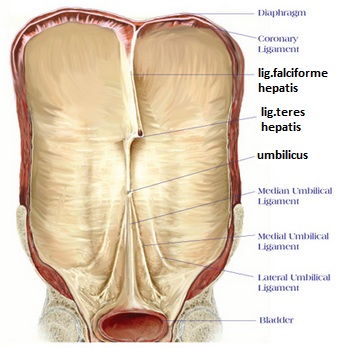 Diaphragm
Coronary
Ligament
lig.falciforme
hepatis
lig.teres
hepatis
umbilicus
Median Umbilical
Ligament
Medial Umbilical
Ligament
Lateral Umbilical
Ligament
Bladder